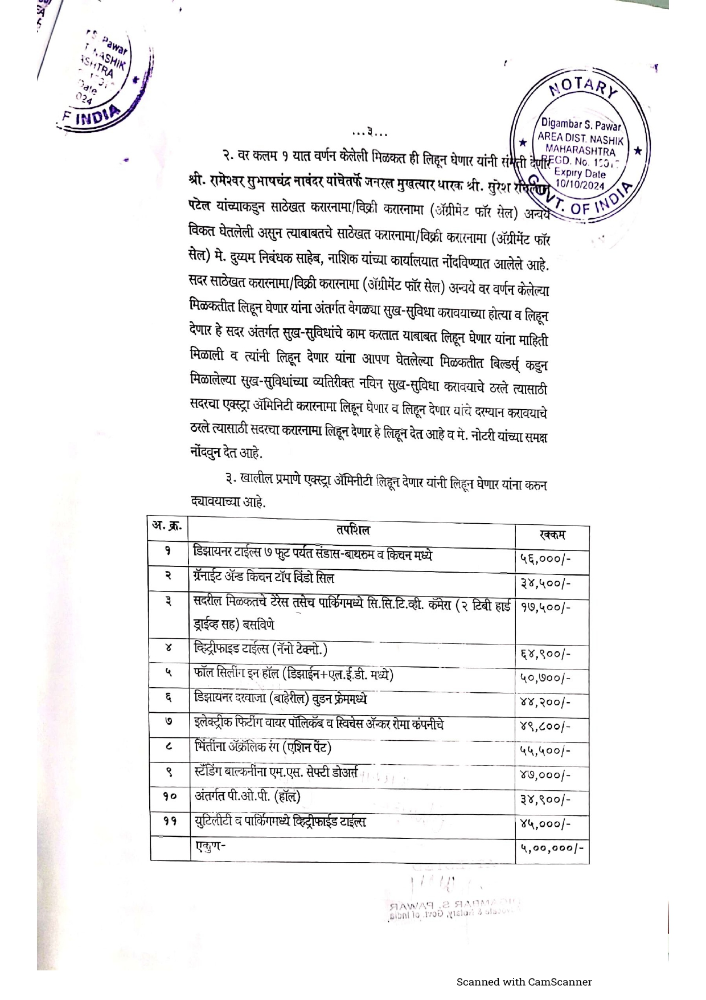 S. Pawar
NASHIK
Date
F INDIA
NOTARY
Digambar S. Pawar
AREA DIST. NASHIK
MAHARASHTRA
REGD. No.
Expiry Date
10/10/2024
GOVT. OF INDIA
...३...
२. वर कलम १ यात वर्णन केलेली मिळकत ही लिहून घेणार यांनी संमती देणार
श्री. रामेश्वर सुभाषचंद्र नावंदर यांचेतर्फे जनरल मुखत्यार धारक श्री. सुरेश
पटेल यांच्याकडुन साठेखत करारनामा/विक्री करारनामा (ॲग्रीमेंट फॉर सेल) अन्वये
विकत घेतलेली असुन त्याबाबतचे साठेखत करारनामा/विक्री करारनामा (ॲग्रीमेंट फॉर
सेल) मे. दुय्यम निबंधक साहेब, नाशिक यांच्या कार्यालयात नोंदविण्यात आलेले आहे.
सदर साठेखत करारनामा/विक्री करारनामा (ॲग्रीमेंट फॉर सेल) अन्वये वर वर्णन केलेल्या
मिळकतीत लिहून घेणार यांना अंतर्गत वेगळ्या सुख-सुविधा करावयाच्या होत्या व लिहून
देणार हे सदर अंतर्गत सुख-सुविधांचे काम करतात याबाबत लिहून घेणार यांना माहिती
मिळाली व त्यांनी लिहून देणार यांना आपण घेतलेल्या मिळकतीत बिल्डर्स् कडुन
मिळालेल्या सुख-सुविधांच्या व्यतिरीक्त नविन सुख-सुविधा करावयाचे ठरले त्यासाठी
सदरचा एक्स्ट्रा ॲमिनिटी करारनामा लिहून घेणार व लिहून देणार यांचे दरम्यान करावयाचे
ठरले त्यासाठी सदरचा करारनामा लिहून देणार हे लिहून देत आहे व मे. नोटरी यांच्या समक्ष
नोंदवुन देत आहे.
३. खालील प्रमाणे एक्स्ट्रा ॲमिनीटी लिहून देणार यांनी लिहून घेणार यांना करुन
द्यावयाच्या आहे.
अ. क्र. तपशिल रक्कम
१ डिझायनर टाईल्स ७ फुट पर्यंत संडास-बाथरुम व किचन मध्ये ५६,०००/-
२ ग्रॅनाईट ॲन्ड किचन टॉप विंडो सिल ३४,५००/-
३ सदरील मिळकतचे टेरेस तसेच पार्किंगमध्ये सि.सि.टि.व्ही. कॅमेरा (२ टिबी हार्ड १७,५००/-
ड्राईव्ह सह) बसविणे
४ व्हिट्रीफाइड टाईल्स (नॅनो टेक्नो.) ६४,९००/-
५ फॉल सिलींग इन हॉल (डिझाईन+एल.ई.डी. मध्ये) ५०,७००/-
६ डिझायनर दरवाजा (बाहेरील) वुडन फ्रेममध्ये ४४,२००/-
७ इलेक्ट्रीक फिटींग वायर पॉलिकॅब व स्विचेस ॲन्कर रोमा कंपनीचे ४९,८००/-
८ भिंतींना ॲक्रॅलिक रंग (एशिन पेंट) ५५,५००/-
९ स्टॅडिंग बाल्कनींना एम.एस. सेफ्टी डोअर्स ४७,०००/-
१० अंतर्गत पी.ओ.पी. (हॉल) ३४,९००/-
११ युटिलीटी व पार्किंगमध्ये व्हिट्रीफाईड टाईल्स ४५,०००/-
एकुण- ५,००,०००/-
DIGAMBAR S. PAWAR
Advocate & Notary, Govt. of India.
Scanned with CamScanner